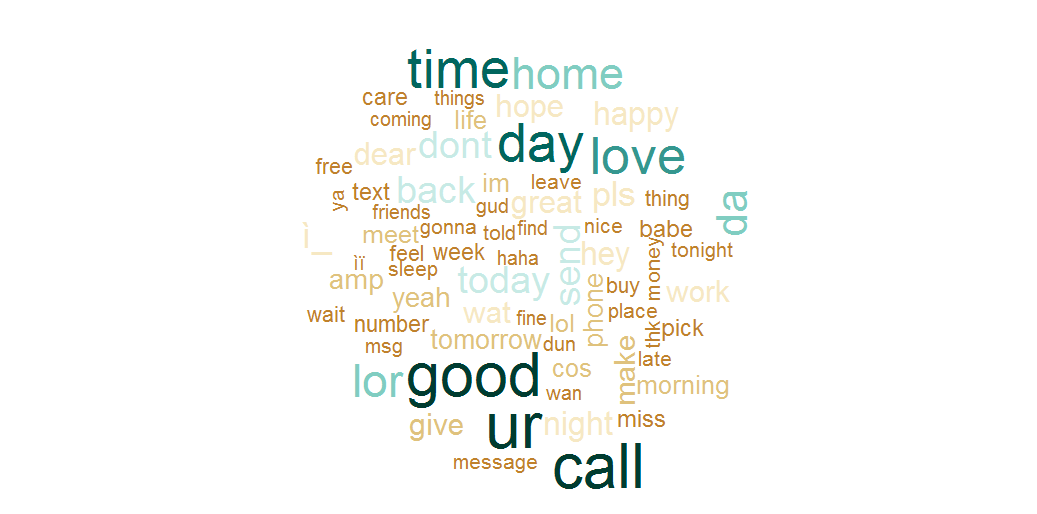 time home
care things hope happy
coming life
dear dont day love
free
ya text back im leave great pls thing da
friends gud
ì_ meet gonna told find nice babe
feel week haha send hey money tonight
ìï sleep
amp today buy work
yeah phone place
wait number wat fine lol thk pick
msg tomorrow dun late
lor good cos make morning
wan
give ur night miss
message call